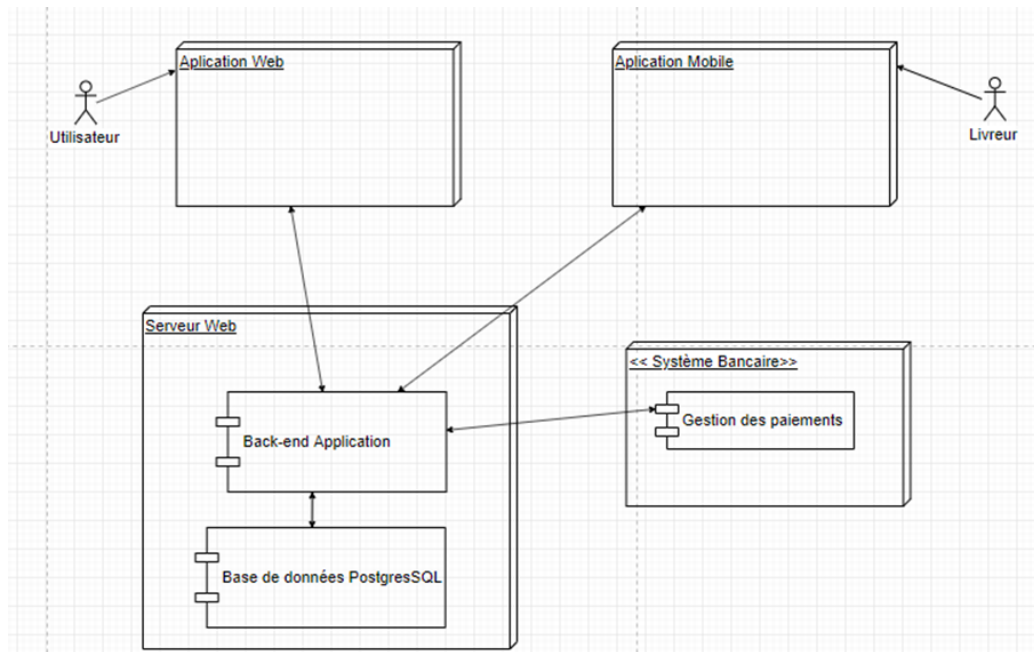 Aplication Web
Aplication Mobile
Utilisateur
Livreur
Serveur Web
<< Système Bancaire>>
Gestion des paiements
Back-end Application
Base de données PostgresSQL